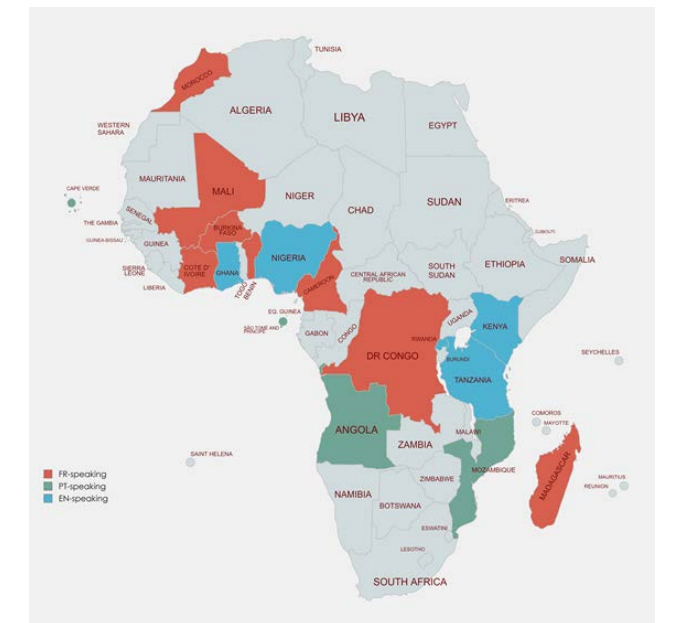 TUNISIA
MOROCCO
ALGERIA
LIBYA
EGYPT
WESTERN
SAHARA
MAURITANIA
MALI
NIGER
CHAD
SUDAN
ERITREA
CAPE VERDE
SENEGAL
THE GAMBIA
GUINEA-BISSAU
GUINEA
BURKINA
FASO
DJIBOUTI
SIERRA
LEONE
LIBERIA
COTE D'
IVOIRE
GHANA
TOGO
BENIN
NIGERIA
CAMEROON
CENTRAL AFRICAN
REPUBLIC
SOUTH
SUDAN
ETHIOPIA
SOMALIA
EQ. GUINEA
SÃO TOMÉ AND
PRINCIPE
GABON
CONGO
DR CONGO
UGANDA
KENYA
RWANDA
BURUNDI
TANZANIA
SEYCHELLES
ANGOLA
ZAMBIA
MALAWI
COMOROS
MAYOTTE
MOZAMBIQUE
MADAGASCAR
SAINT HELENA
ZIMBABWE
NAMIBIA
BOTSWANA
MAURITIUS
REUNION
ESWATINI
LESOTHO
SOUTH AFRICA
FR-speaking
PT-speaking
EN-speaking